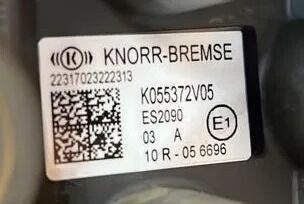 K KNORR-BREMSE
22317023222313
K055372V05
ES2090
03 A
E1
10 R - 05 6696